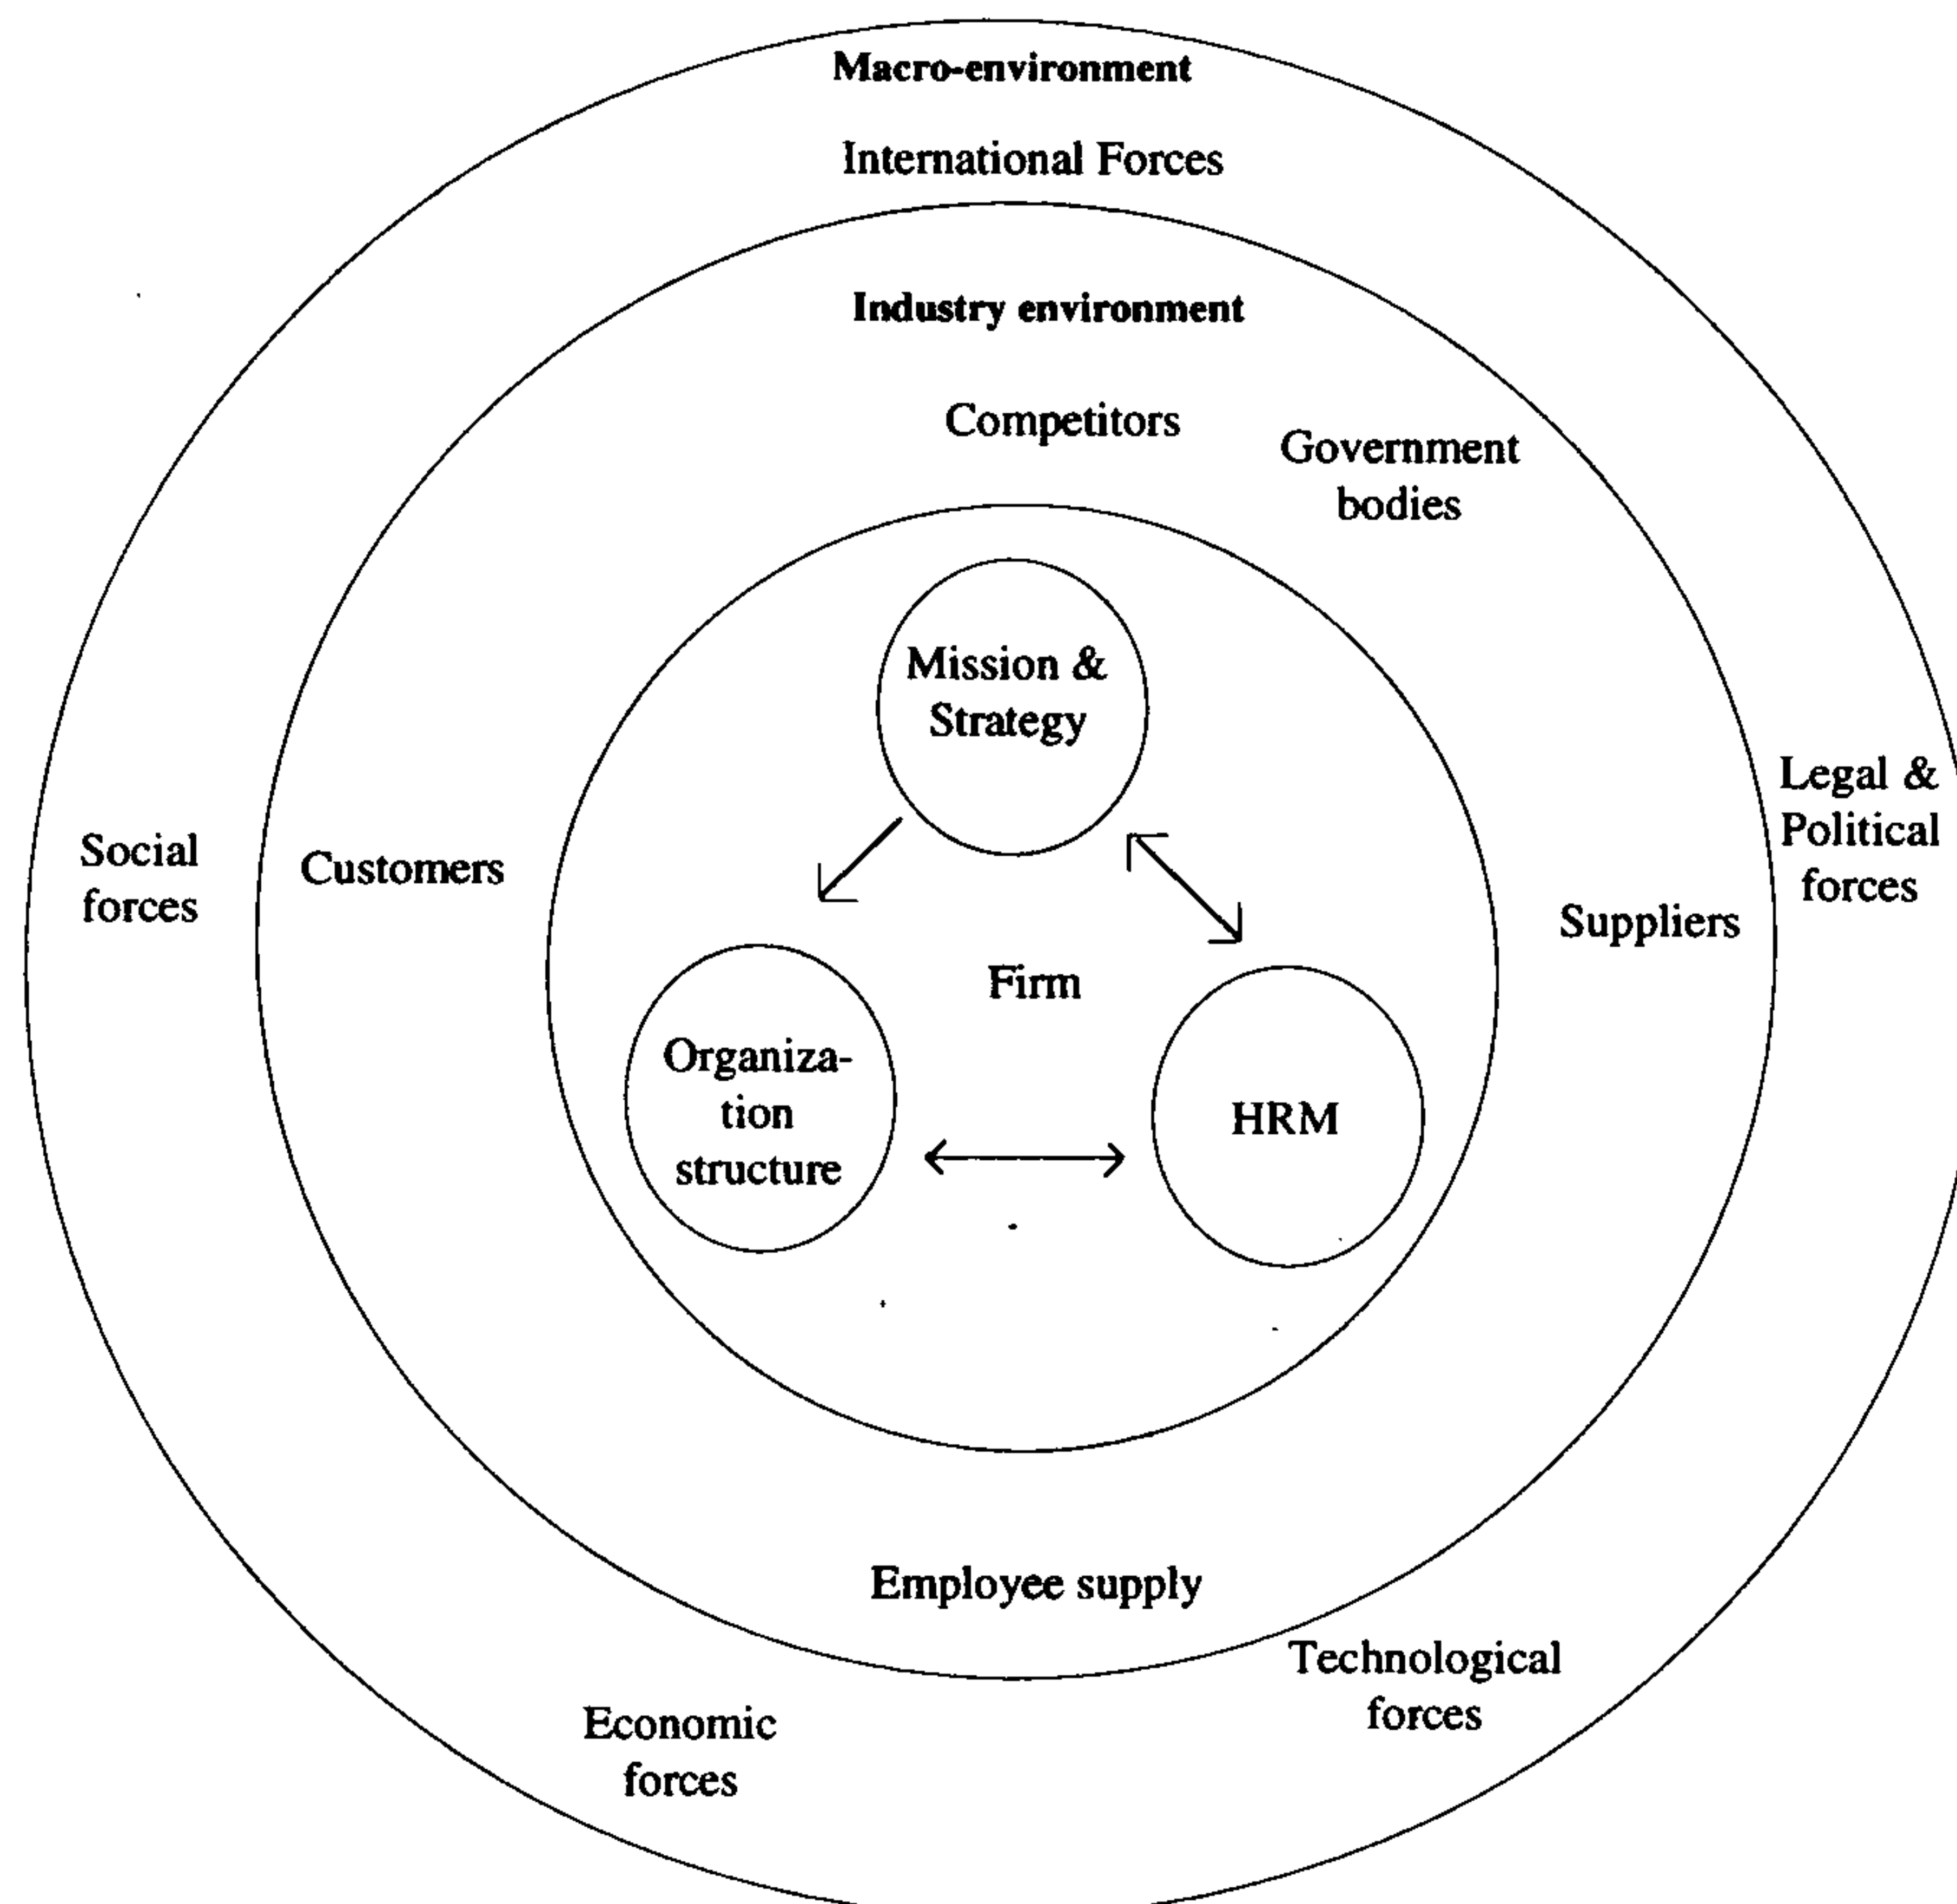 Macro-environment
International Forces
Industry environment
Competitors
Government
bodies
Mission &
Strategy
Social
forces
Customers
Legal &
Political
forces
Suppliers
Firm
Organiza-
tion
structure
HRM
Employee supply
Technological
forces
Economic
forces